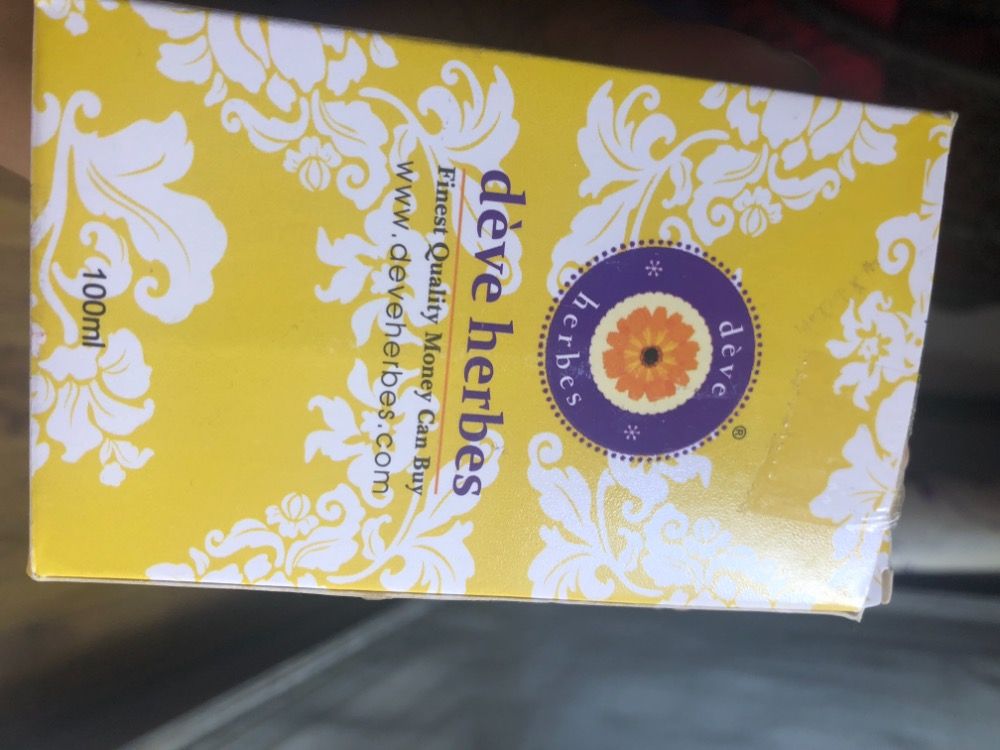 dève
herbes
®
dève herbes
Finest Quality Money Can Buy
www.deveherbes.com
100ml